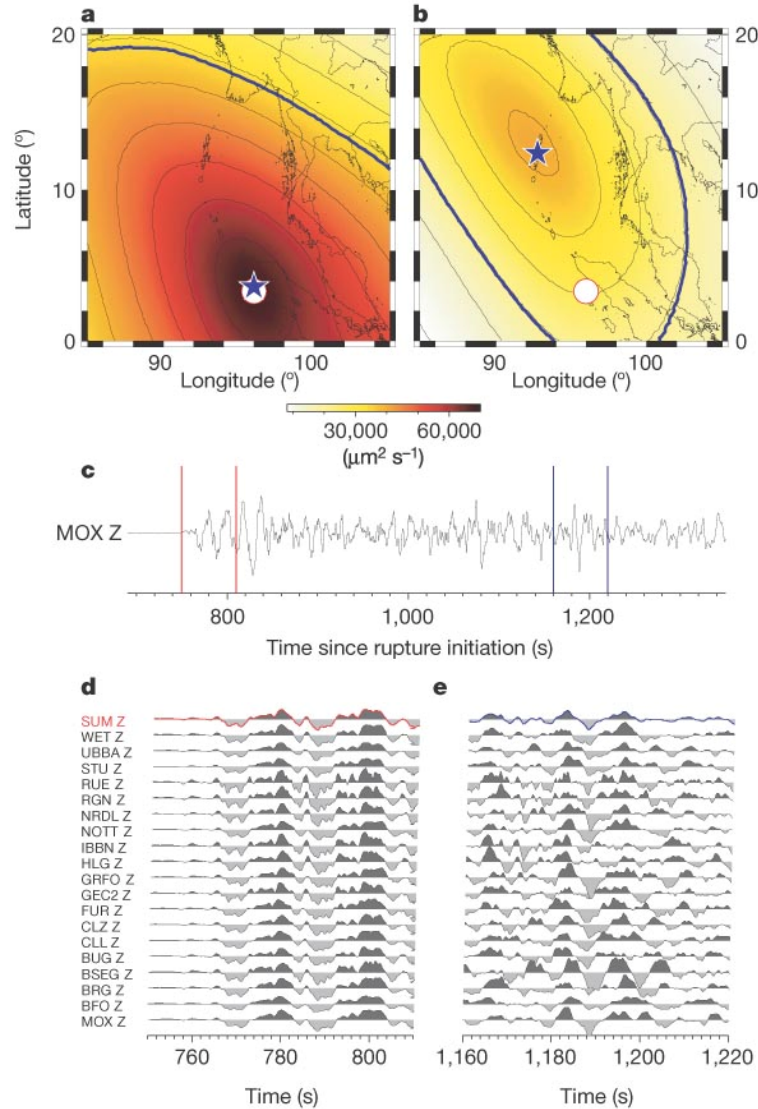 a
b
20
20
Latitude (º)
10
10
0
0
90
100
90
100
Longitude (º)
Longitude (º)
30,000
60,000
(µm² s⁻¹)
c
MOX Z
800
1,000
1,200
Time since rupture initiation (s)
d
e
SUM Z
WET Z
UBBA Z
STU Z
RUE Z
RGN Z
NRDL Z
NOTT Z
IBBN Z
HLG Z
GRFO Z
GEC2 Z
FUR Z
CLZ Z
CLL Z
BUG Z
BSEG Z
BRG Z
BFO Z
MOX Z
760
780
800
1,160
1,180
1,200
1,220
Time (s)
Time (s)